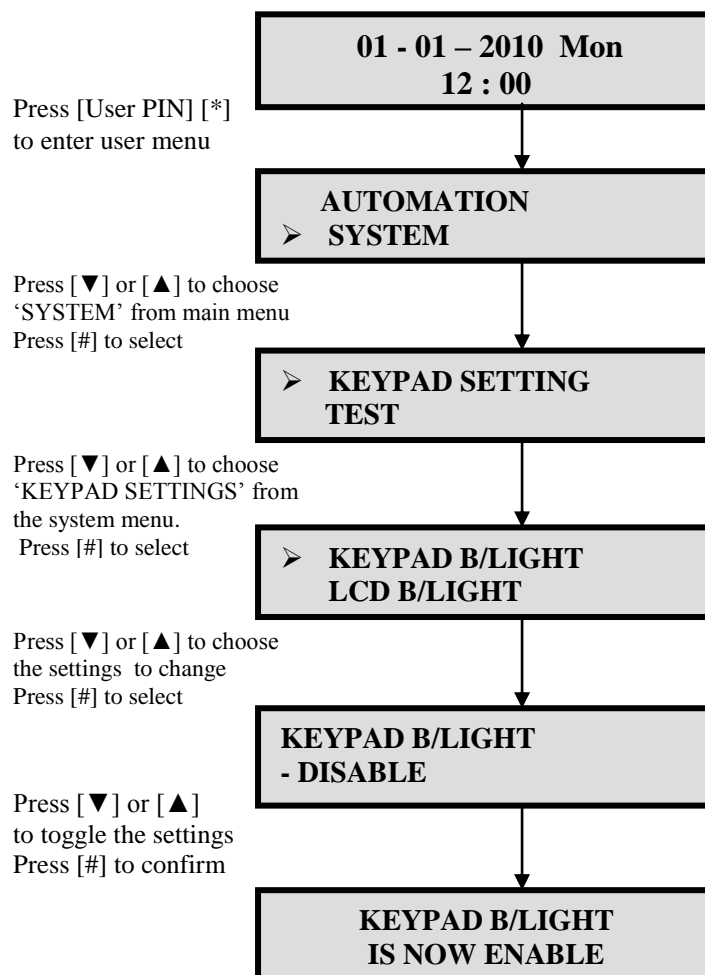 01 - 01 – 2010 Mon
12 : 00
Press [User PIN] [*]
to enter user menu
AUTOMATION
➢ SYSTEM
Press [▼] or [▲] to choose
‘SYSTEM’ from main menu
Press [#] to select
➢ KEYPAD SETTING
TEST
Press [▼] or [▲] to choose
‘KEYPAD SETTINGS’ from
the system menu.
Press [#] to select
➢ KEYPAD B/LIGHT
LCD B/LIGHT
Press [▼] or [▲] to choose
the settings to change
Press [#] to select
KEYPAD B/LIGHT
- DISABLE
Press [▼] or [▲]
to toggle the settings
Press [#] to confirm
KEYPAD B/LIGHT
IS NOW ENABLE